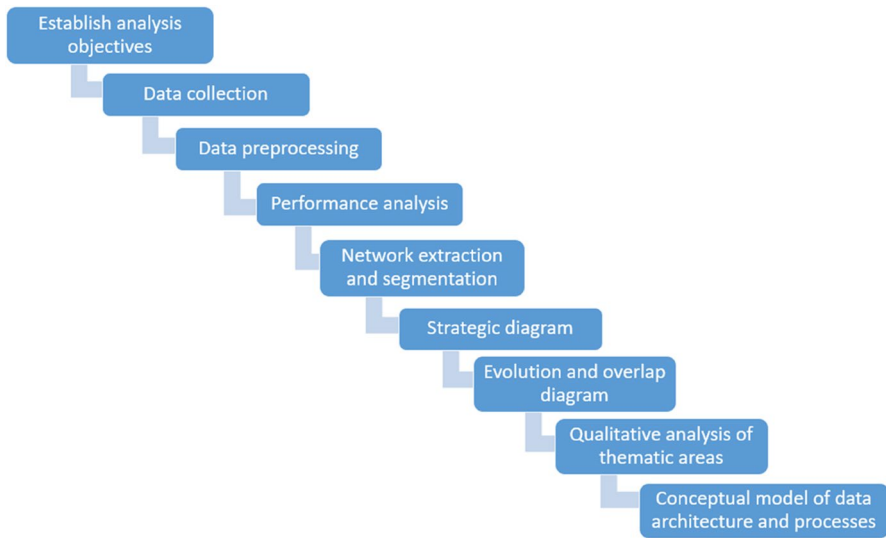 Establish analysis
objectives
Data collection
Data preprocessing
Performance analysis
Network extraction
and segmentation
Strategic diagram
Evolution and overlap
diagram
Qualitative analysis of
thematic areas
Conceptual model of data
architecture and processes